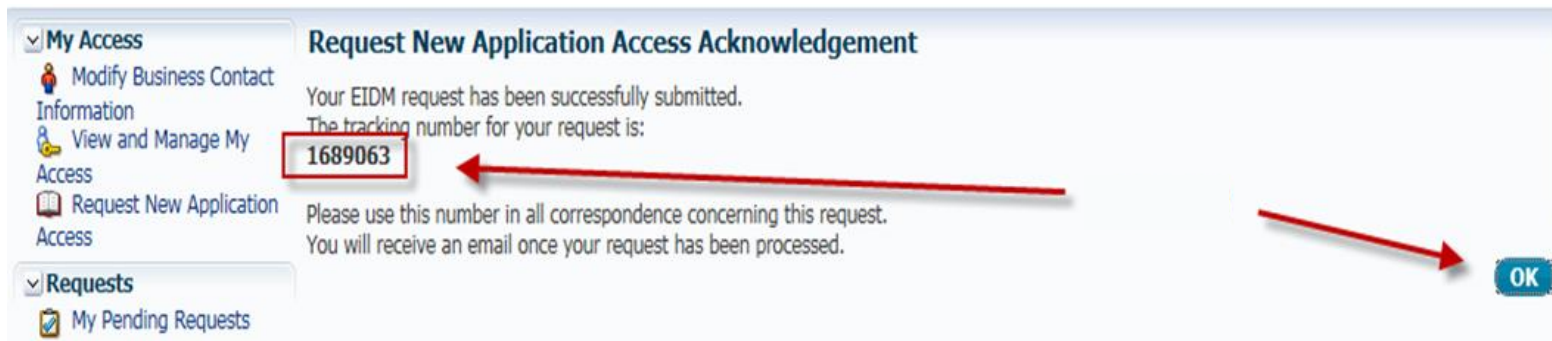 My Access
Modify Business Contact
Information
View and Manage My
Access
Request New Application
Access
Requests
My Pending Requests
Request New Application Access Acknowledgement
Your EIDM request has been successfully submitted.
The tracking number for your request is:
1689063
Please use this number in all correspondence concerning this request.
You will receive an email once your request has been processed.
OK